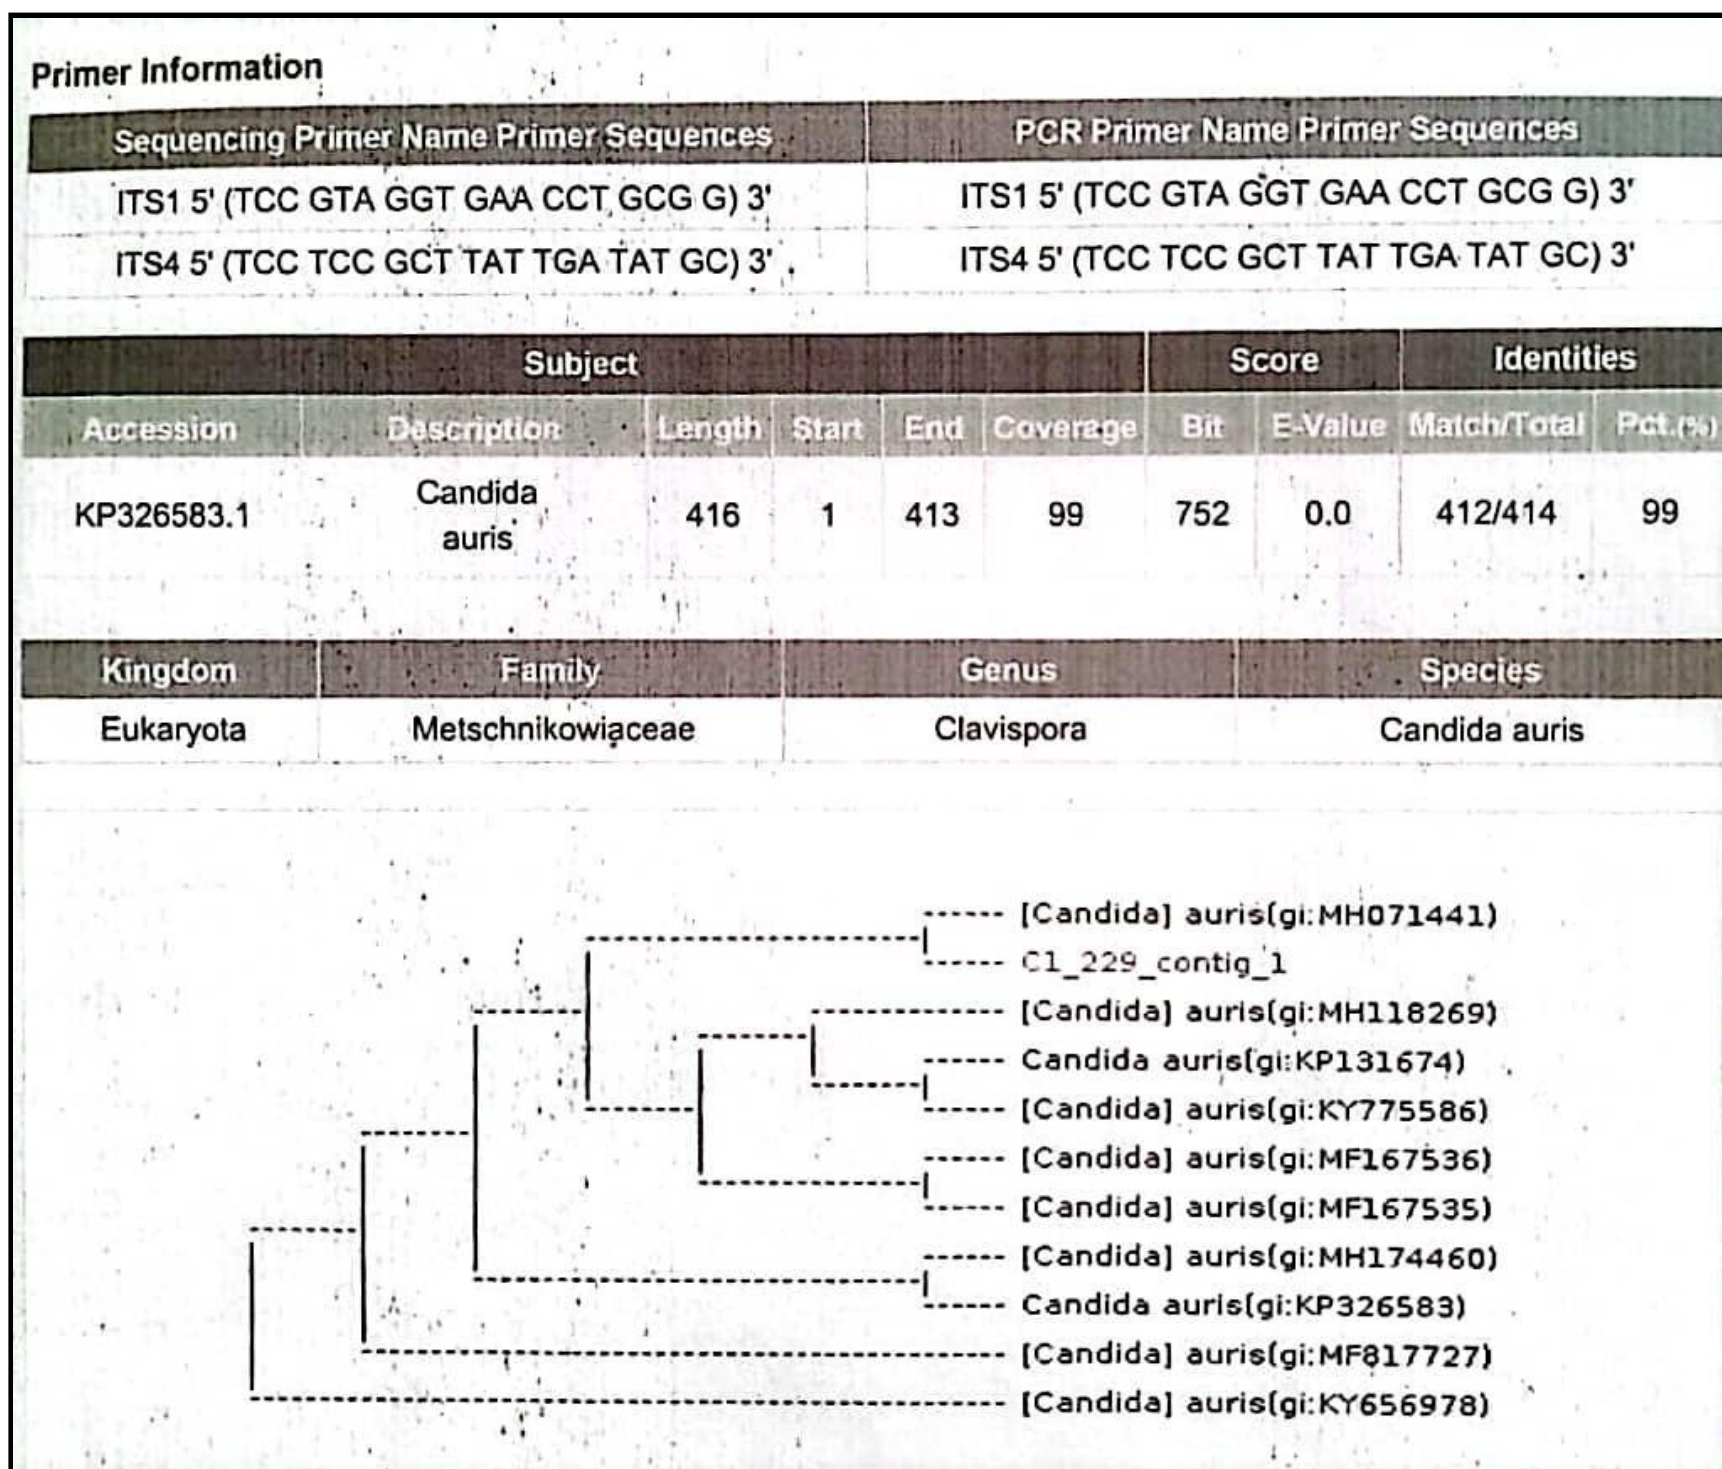 Primer Information
Sequencing Primer Name Primer Sequences PCR Primer Name Primer Sequences
ITS1 5' (TCC GTA GGT GAA CCT GCG G) 3' ITS1 5' (TCC GTA GGT GAA CCT GCG G) 3'
ITS4 5' (TCC TCC GCT TAT TGA TAT GC) 3' ITS4 5' (TCC TCC GCT TAT TGA TAT GC) 3'
Subject Score Identities
Accession Description Length Start End Coverage Bit E-Value Match/Total Pct.(%)
KP326583.1 Candida auris 416 1 413 99 752 0.0 412/414 99
Kingdom Family Genus Species
Eukaryota Metschnikowiaceae Clavispora Candida auris
[Candida] auris(gi:MH071441)
C1_229_contig_1
[Candida] auris(gi:MH118269)
Candida auris(gi:KP131674)
[Candida] auris(gi:KY775586)
[Candida] auris(gi:MF167536)
[Candida] auris(gi:MF167535)
[Candida] auris(gi:MH174460)
Candida auris(gi:KP326583)
[Candida] auris(gi:MF817727)
[Candida] auris(gi:KY656978)